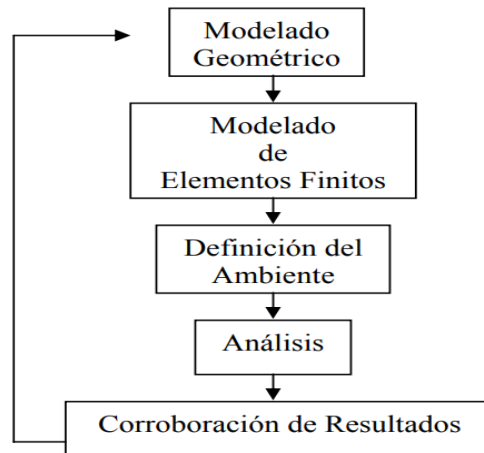 Modelado
Geométrico
Modelado
de
Elementos Finitos
Definición del
Ambiente
Análisis
Corroboración de Resultados